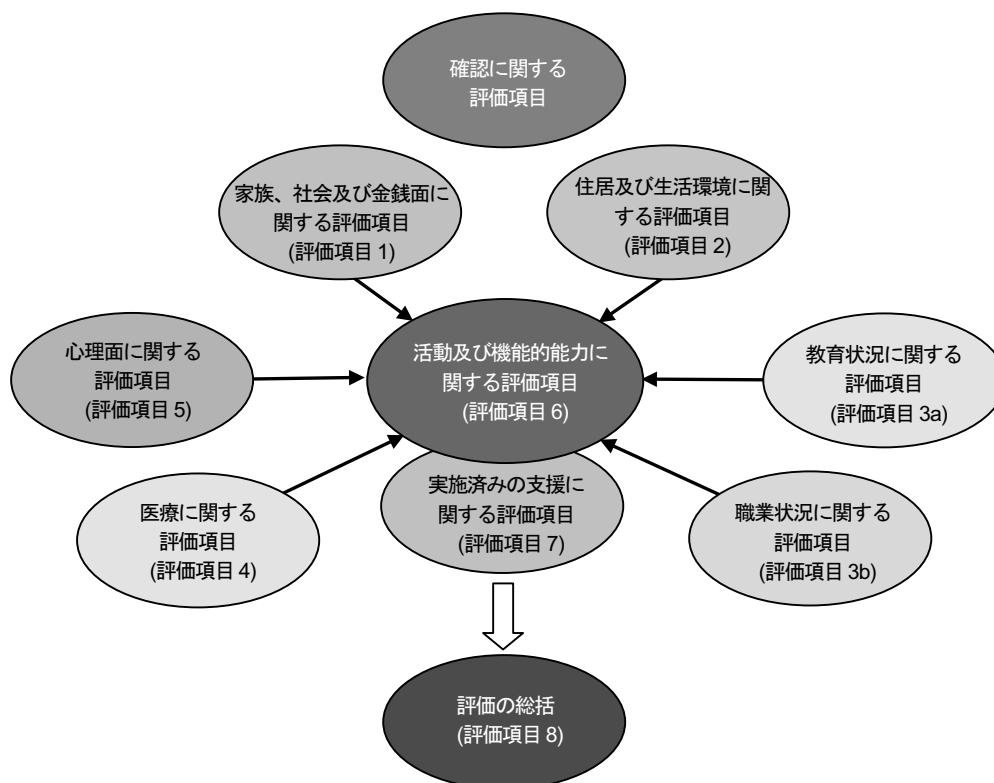 確認に関する
評価項目
家族、社会及び金銭面に
関する評価項目
(評価項目 1)
住居及び生活環境に関
する評価項目
(評価項目 2)
心理面に関する
評価項目
(評価項目 5)
活動及び機能的能力に
関する評価項目
(評価項目 6)
教育状況に関する
評価項目
(評価項目 3a)
医療に関する
評価項目
(評価項目 4)
実施済みの支援に
関する評価項目
(評価項目 7)
職業状況に関する
評価項目
(評価項目 3b)
評価の総括
(評価項目 8)